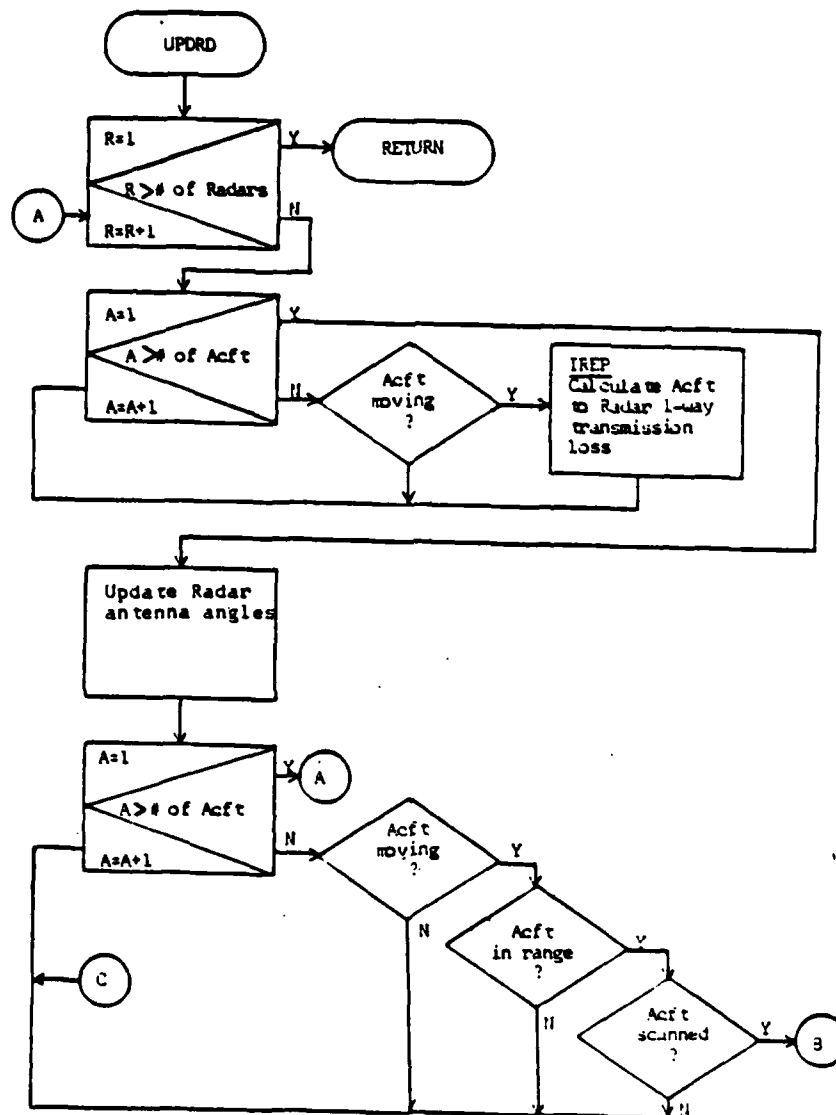 UPDRD
R=1
Y
RETURN
R># of Radars
A
N
R=R+1
A=1
Y
A># of Acft
N
A=A+1
Acft
moving
?
Y
IREP
Calculate Acft
to Radar 1-way
transmission
loss
Update Radar
antenna angles
A=1
Y
A
A># of Acft
N
A=A+1
Acft
moving
?
Y
N
Acft
in range
?
Y
N
C
Acft
scanned
?
Y
B
N